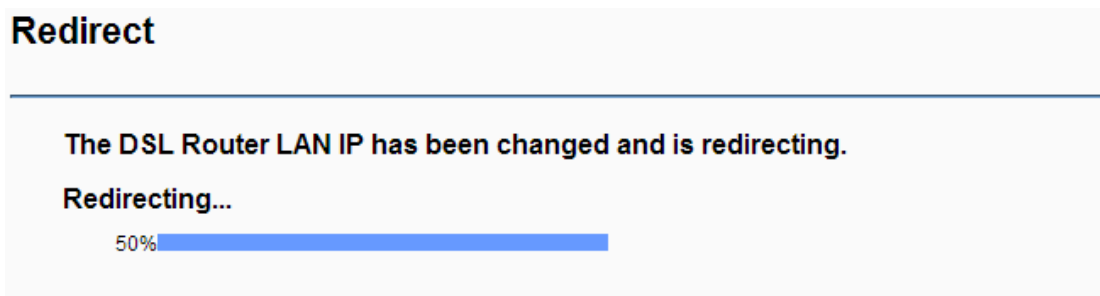 Redirect
The DSL Router LAN IP has been changed and is redirecting.
Redirecting...
50%